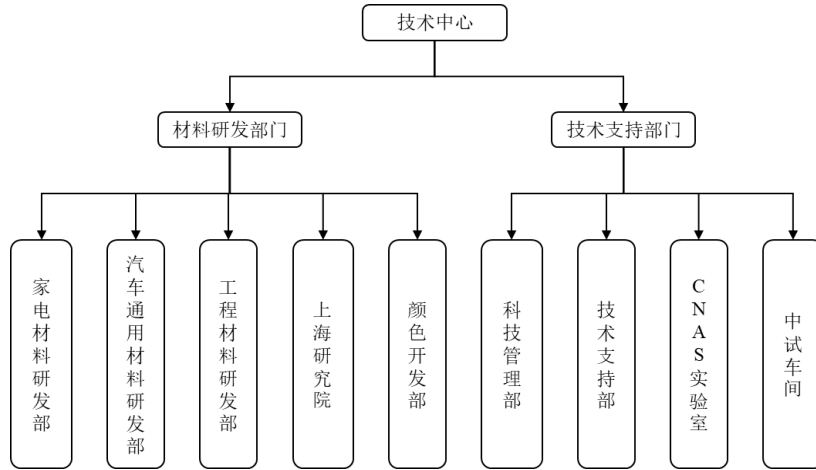 技术中心
材料研发部门
技术支持部门
家电材料研发部
汽车通用材料研发部
工程材料研发部
上海研究院
颜色开发部
科技管理部
技术支持部
CNAS实验室
中试车间